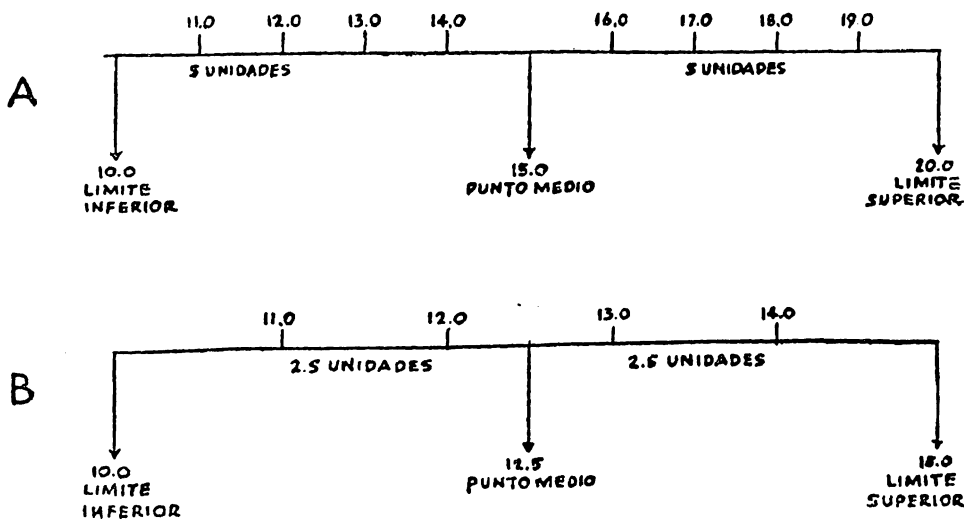 11.0 12.0 13.0 14.0 16.0 17.0 18.0 19.0
5 UNIDADES 5 UNIDADES
A
10.0 15.0 20.0
LIMITE PUNTO MEDIO LIMITE
INFERIOR SUPERIOR
11.0 12.0 13.0 14.0
2.5 UNIDADES 2.5 UNIDADES
B
10.0 12.5 15.0
LIMITE PUNTO MEDIO LIMITE
INFERIOR SUPERIOR